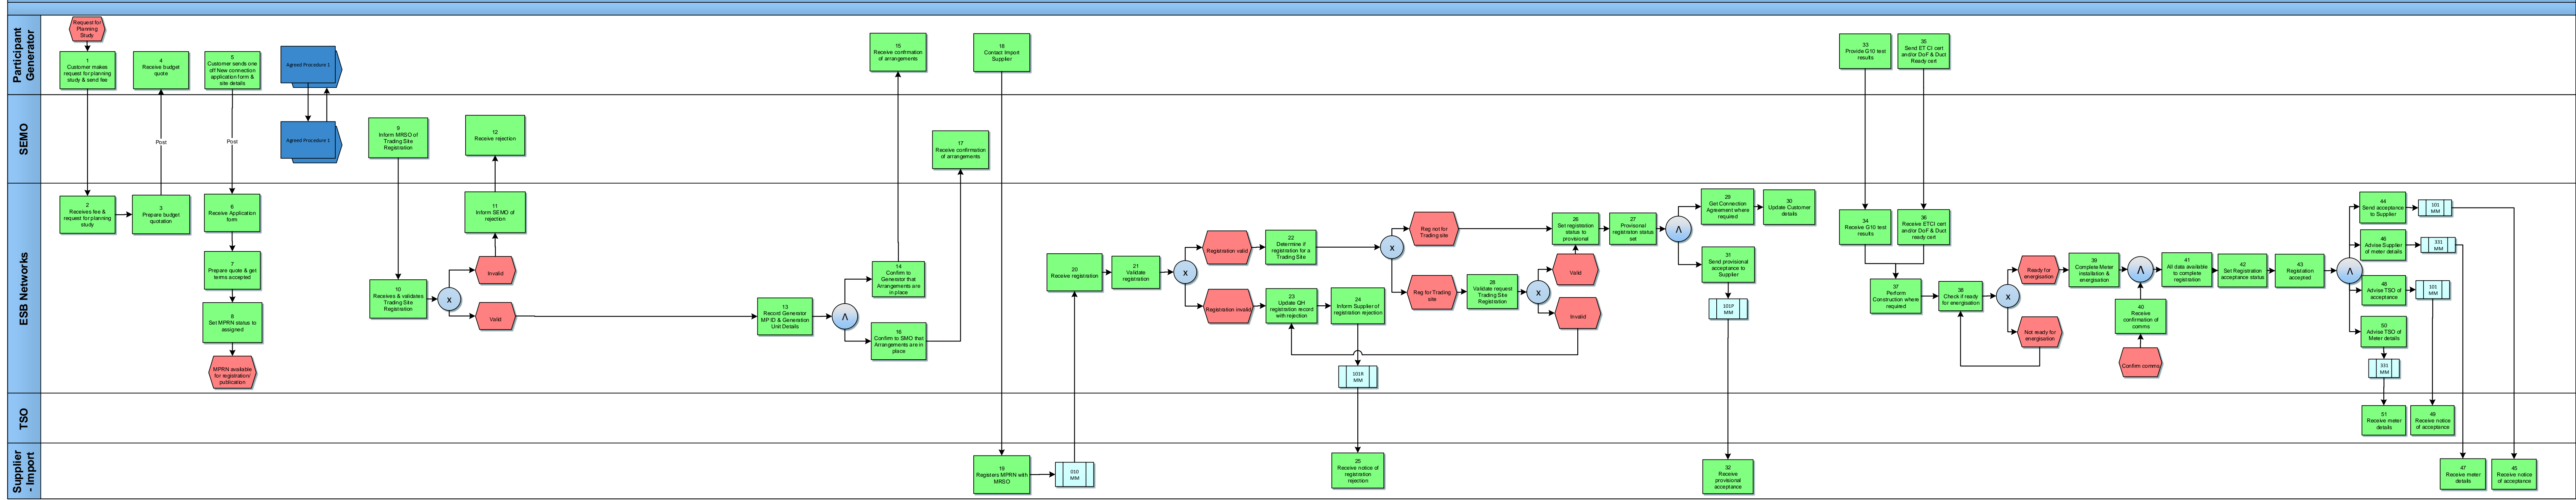 Participant
Generator
Request for
Planning
Study
1
Customer makes
request for planning
study & send fee
4
Receive budget
quote
5
Customer sends one
off New connection
application form &
site details
Agreed Procedure 1
15
Receive confirmation
of arrangements
18
Contact Import
Supplier
33
Provide G10 test
results
35
Send ETCI cert
and/or DoF & Duct
Ready cert
SEMO
Post
Post
Agreed Procedure 1
9
Inform MRSO of
Trading Site
Registration
12
Receive rejection
17
Receive confirmation
of arrangements
ESB Networks
2
Receives fee &
request for planning
study
3
Prepare budget
quotation
6
Receive Application
form
7
Prepare quote & get
terms accepted
8
Set MPRN status to
assigned
MPRN available
for registration/
publication
10
Receives & validates
Trading Site
Registration
X
11
Inform SEMO of
rejection
Invalid
Valid
13
Record Generator
MP ID & Generation
Unit Details
Λ
14
Confirm to
Generator that
Arrangements are
in place
16
Confirm to SMO that
Arrangements are in
place
20
Receive registration
21
Validate
registration
X
Registration valid
Registration invalid
22
Determine if
registration for a
Trading Site
23
Update QH
registration record
with rejection
24
Inform Supplier of
registration rejection
101R
MM
X
Reg not for
Trading site
Reg for Trading
site
28
Validate request
Trading Site
Registration
X
26
Set registration
status to
provisional
Valid
Invalid
27
Provisional
registration status
set
Λ
29
Get Connection
Agreement where
required
30
Update Customer
details
31
Send provisional
acceptance to
Supplier
101P
MM
34
Receive G10 test
results
36
Receive ETCI cert
and/or DoF & Duct
ready cert
37
Perform
Construction where
required
38
Check if ready
for energisation
X
Ready for
energisation
Not ready for
energisation
39
Complete Meter
installation &
energisation
Λ
40
Receive
confirmation of
comms
Confirm comms
41
All data available
to complete
registration
42
Set Registration
acceptance status
43
Registration
accepted
Λ
44
Send acceptance
to Supplier
101
MM
46
Advise Supplier
of meter details
331
MM
48
Advise TSO of
acceptance
101
MM
50
Advise TSO of
Meter details
331
MM
TSO
51
Receive meter
details
49
Receive notice
of acceptance
Supplier
- Import
19
Registers MPRN with
MRSO
010
MM
25
Receive notice of
registration
rejection
32
Receive
provisional
acceptance
47
Receive meter
details
45
Receive notice
of acceptance